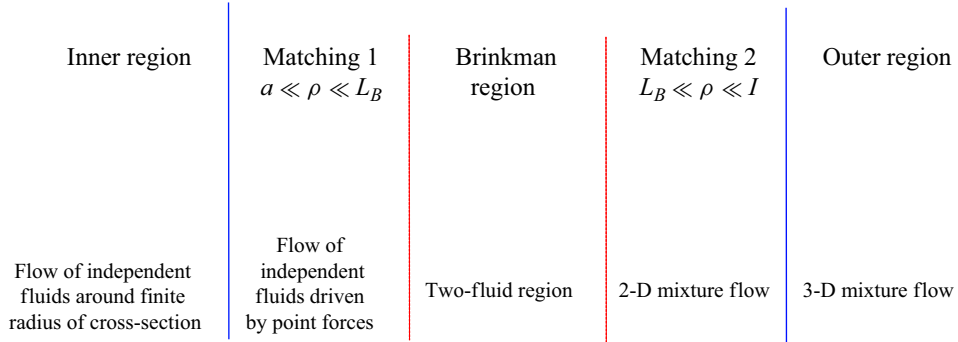 Inner region
Matching 1
a ≪ ρ ≪ L_B
Brinkman
region
Matching 2
L_B ≪ ρ ≪ I
Outer region
Flow of independent
fluids around finite
radius of cross-section
Flow of
independent
fluids driven
by point forces
Two-fluid region
2-D mixture flow
3-D mixture flow